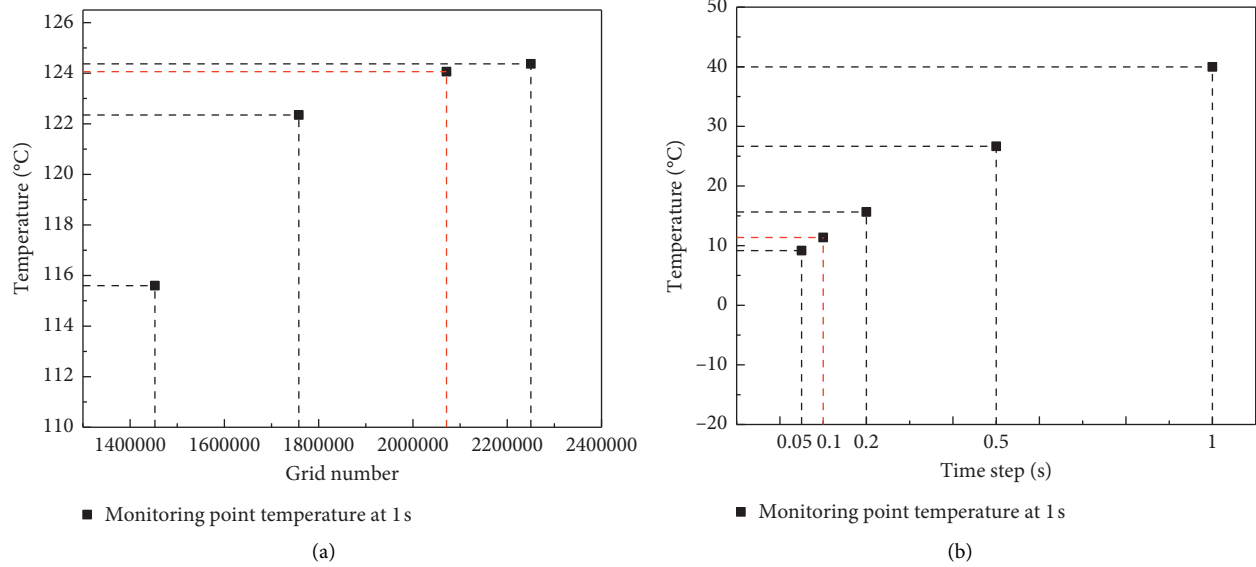 126
124
122
120
118
116
114
112
110
Temperature (°C)
1400000 1600000 1800000 2000000 2200000 2400000
Grid number
Monitoring point temperature at 1 s
(a)
50
40
30
20
10
0
−10
−20
Temperature (°C)
0.05 0.1 0.2 0.5 1
Time step (s)
Monitoring point temperature at 1 s
(b)